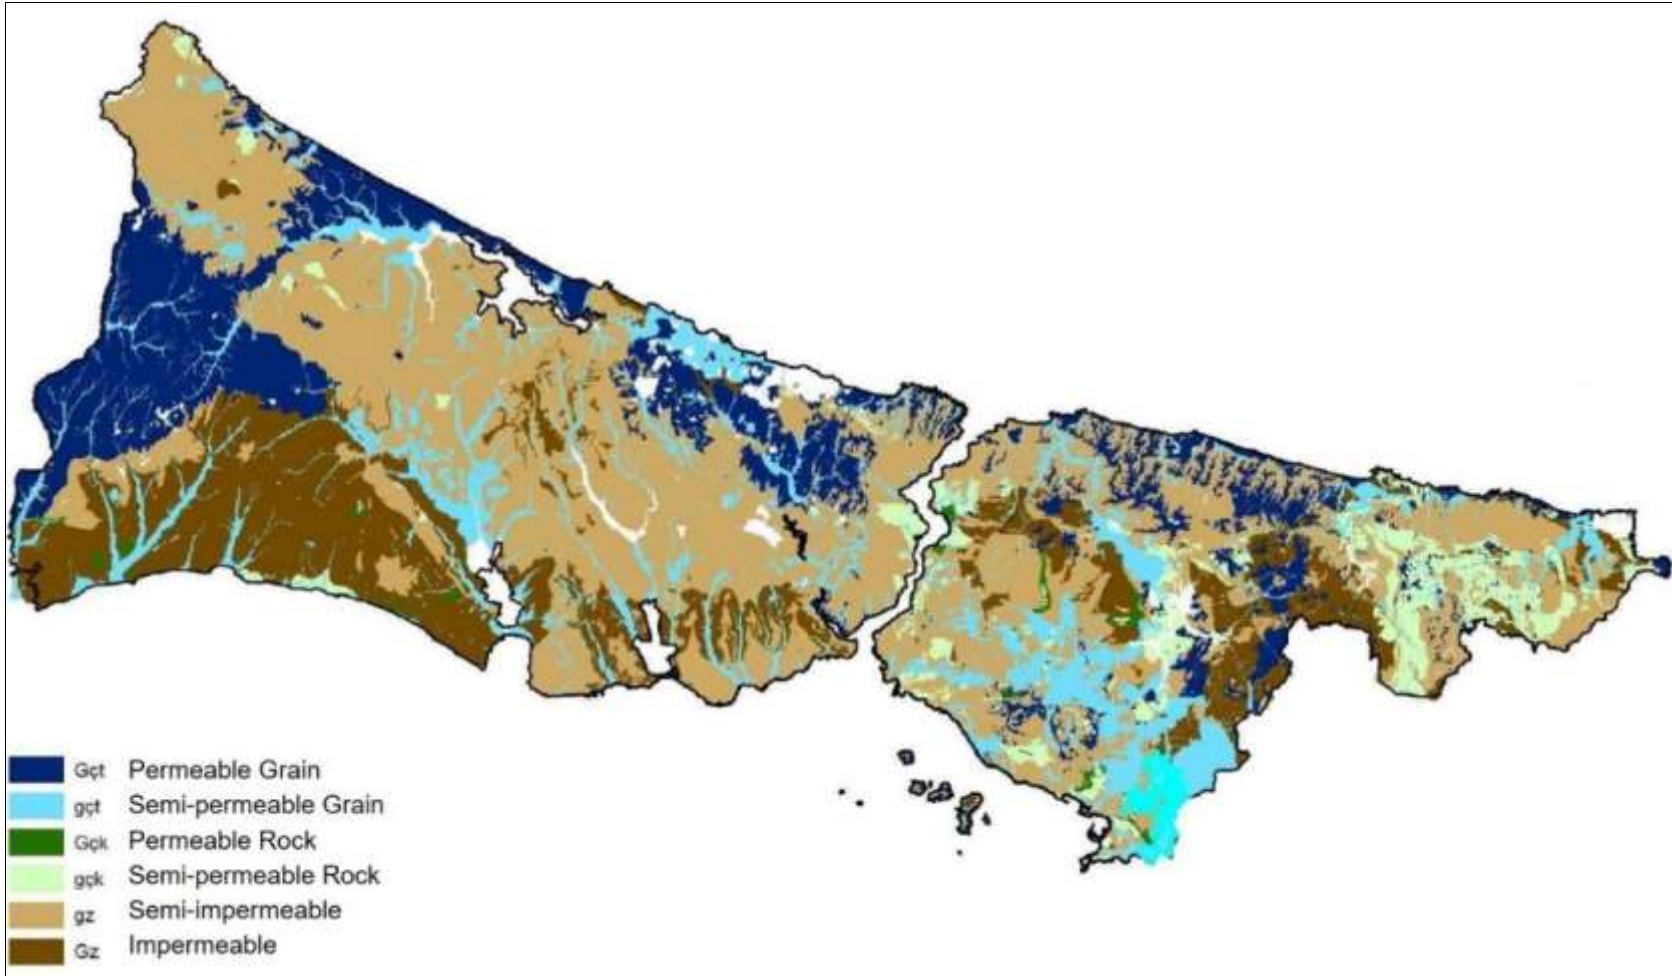 Gçt Permeable Grain
gçt Semi-permeable Grain
Gçk Permeable Rock
gçk Semi-permeable Rock
gz Semi-impermeable
Gz Impermeable